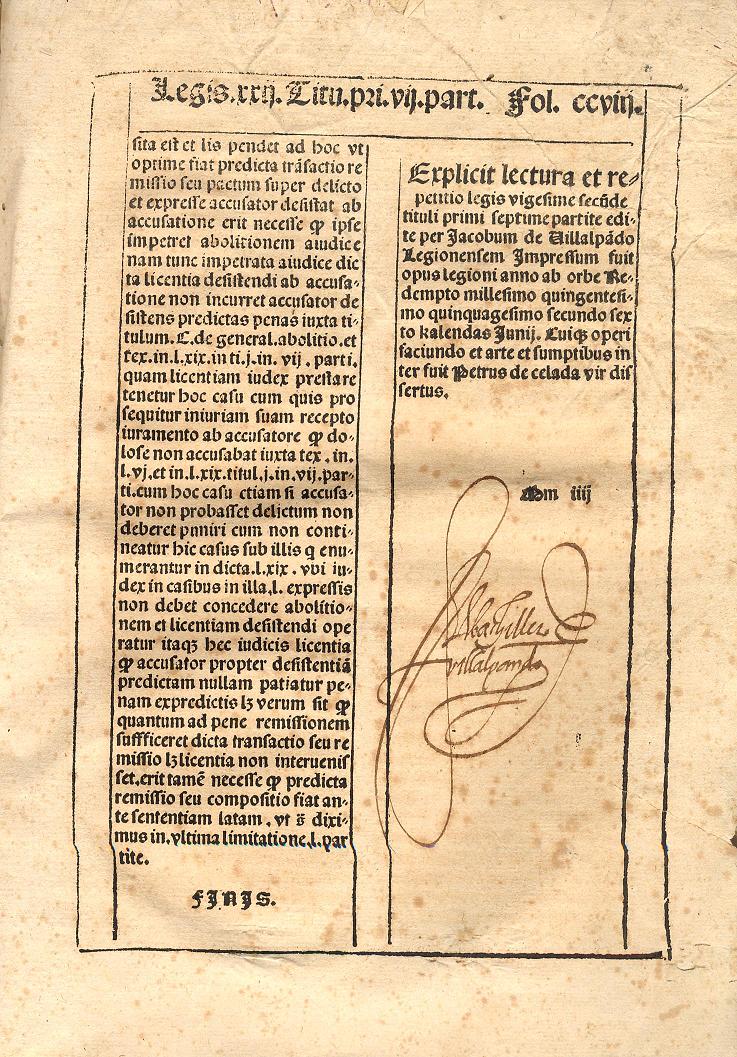 Legis.xxij.Titu.pri.vij.part. Fol. ccviij.
sita est et lis pendet ad hoc vt
optime fiat predicta trãsactio re
missio seu pactum super delicto
et expresse accusator desistat ab
accusatione erit necesse ꝙ ipse
impetret abolitionem aiudice
nam tunc impetrata aiudice dic
ta licentia desistendi ab accusa-
tione non incurret accusator de
sistens predictas penas iuxta ti-
tulum.C.de general.abolitio.et
tex.in.l.xix.in ti.j.in.vij.parti.
quam licentiam iudex prestare
tenetur hoc casu cum quis pro
sequitur iniuriam suam recepto
iuramento ab accusatore ꝙ do-
lose non accusabat iuxta tex.in.
l.vj.et in.l.xix.titul.j.in.vij.par-
ti.cum hoc casu etiam si accusa-
tor non probasset delictum non
deberet puniri cum non conti-
neatur hic casus sub illis q enu-
merantur in dicta.l.xix.vbi iu-
dex in casibus in illa.l.expressis
non debet concedere abolitio-
nem et licentiam desistendi ope
ratur itaqꝫ hec iudicis licentia
ꝙ accusator propter desistentiã
predictam nullam patiatur pe-
nam expredictis lꝫ verum sit ꝙ
quantum ad pene remissionem
suffficeret dicta transactio seu re
missio lꝫ licentia non interuenis
set.erit tamẽ necesse ꝙ predicta
remissio seu compositio fiat an-
te sententiam latam.vt s̃ dixi-
mus in.vltima limitatione.l.par
tite.
FINIS.
Explicit lectura et re-
petitio legis vigesime secũde
tituli primi septime partite edi-
te per Jacobum de Villalpãdo
Legionensem Impressum fuit
opus legioni anno ab orbe Re-
dempto millesimo quingentesi-
mo quinquagesimo secundo sex
to kalendas Junij. Cuiqꝫ operi
faciundo et arte et sumptibus in
ter fuit Petrus de celada vir dis
sertus.
iiij
Bachiller
villalpando